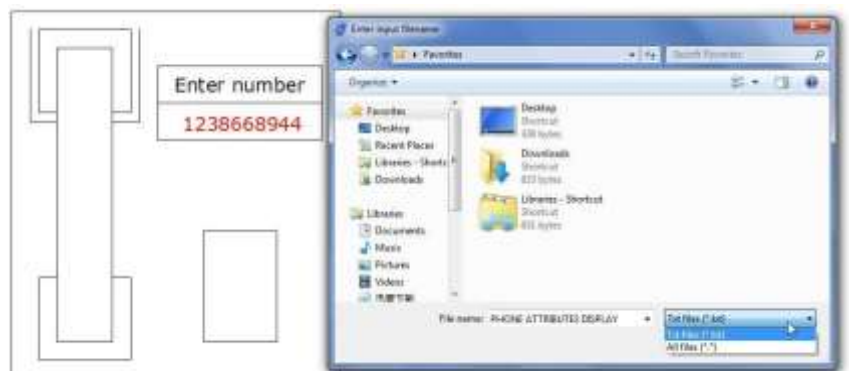 Enter number
1238668944
Enter input filename
Favorites
Search Favorites
Organize
Favorites
Desktop
Recent Places
Libraries - Shortc
Downloads
Libraries
Documents
Music
Pictures
Videos
Desktop
Shortcut
Downloads
Shortcut
Libraries - Shortcut
Shortcut
File name: PHONE ATTRIBUTES DISPLAY
Txt files (*.txt)
Txt files (*.txt)
All files (*.*)